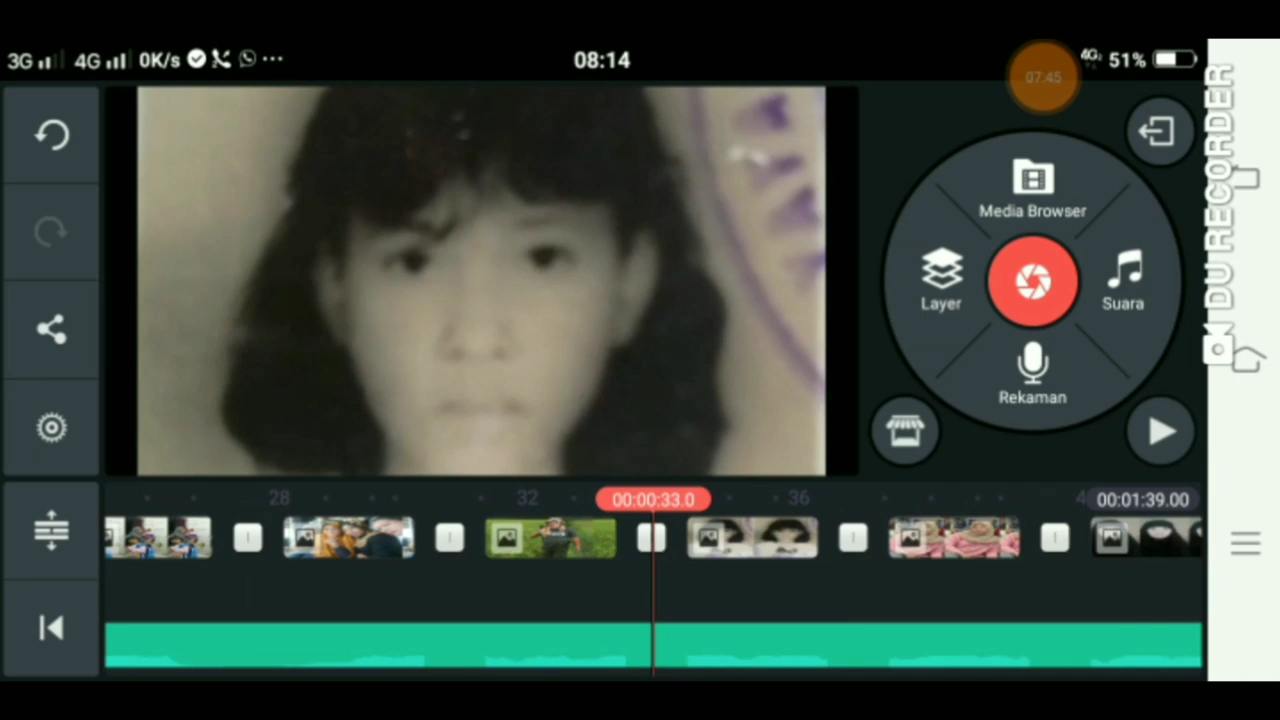 3G 4G 0K/s ... 08:14 4G 51%
07:45
DU RECORDER
Media Browser
Layer
Suara
Rekaman
28 32 00:00:33.0 36 00:01:39.00